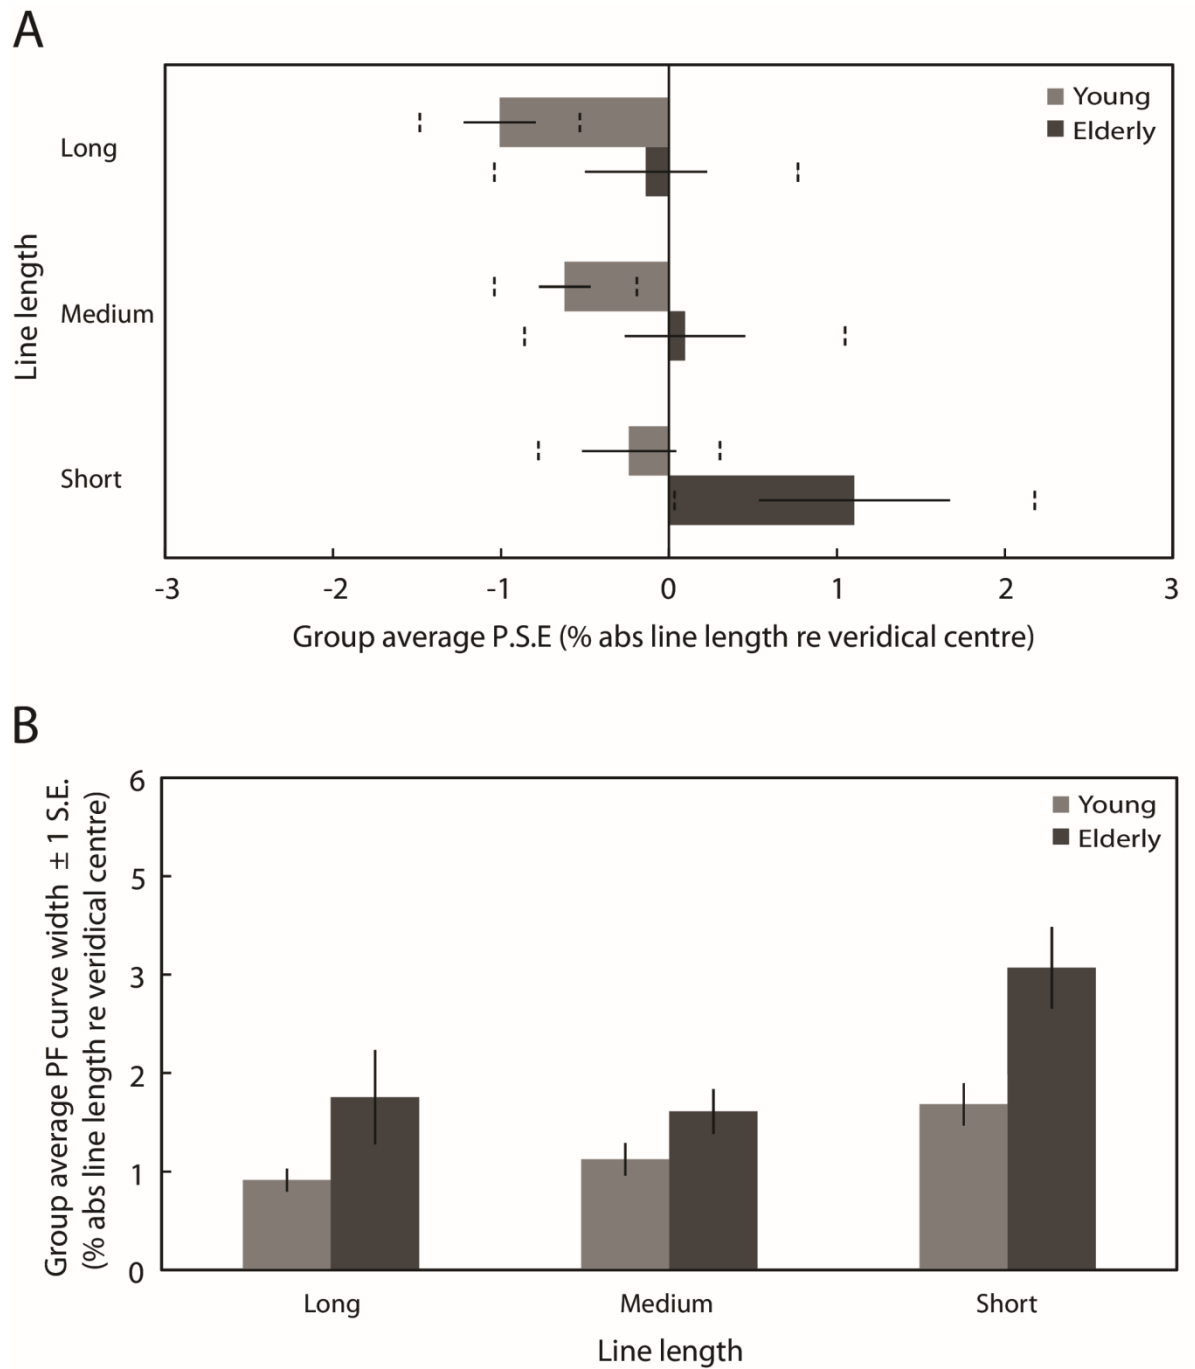 A
Young
Elderly
Long
Medium
Short
Line length
-3 -2 -1 0 1 2 3
Group average P.S.E (% abs line length re veridical centre)
B
Young
Elderly
6
5
3
2
1
0
Group average PF curve width ± 1 S.E.
(% abs line length re veridical centre)
Long Medium Short
Line length